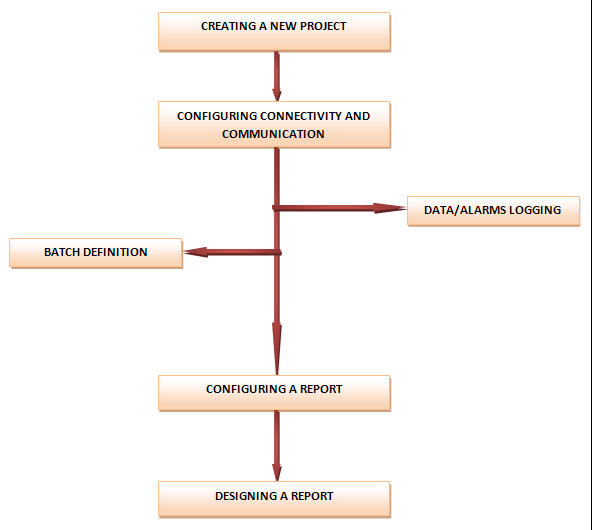 CREATING A NEW PROJECT
CONFIGURING CONNECTIVITY AND
COMMUNICATION
DATA/ALARMS LOGGING
BATCH DEFINITION
CONFIGURING A REPORT
DESIGNING A REPORT